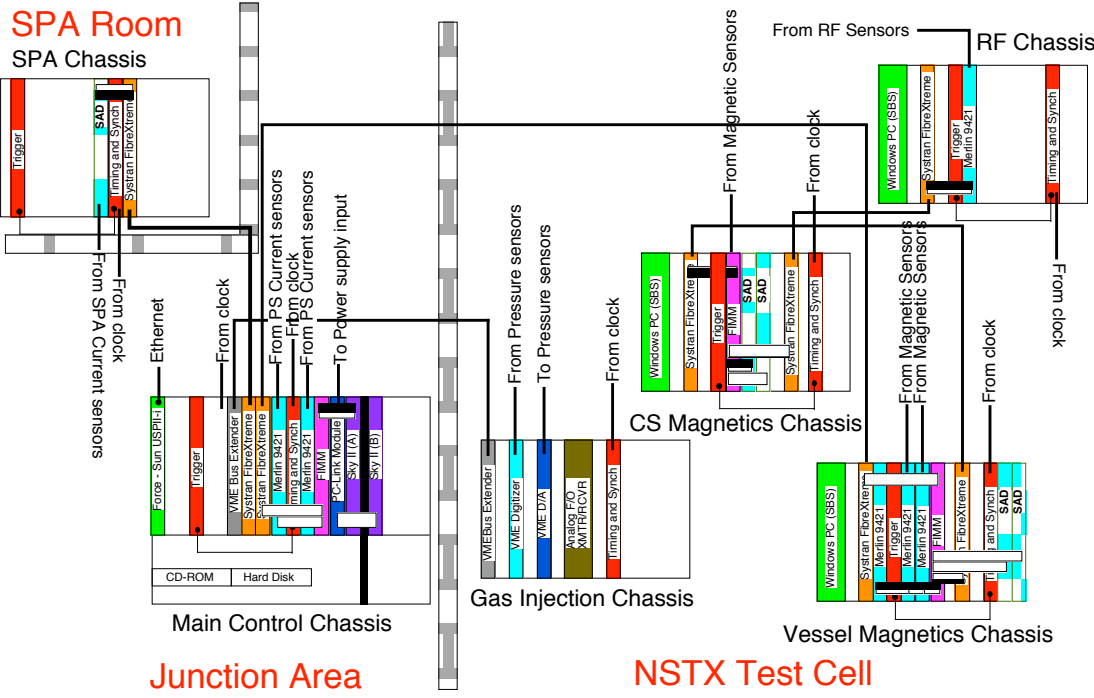 SPA Room
SPA Chassis
Trigger
SAD
Timing and Synch
Systran FibreXtreme
From SPA Current sensors
From clock
From RF Sensors
RF Chassis
Windows PC (SBS)
Systran FibreXtreme
Trigger
Merlin 9421
Timing and Synch
From clock
From Magnetic Sensors
From clock
Windows PC (SBS)
Systran FibreXtreme
Trigger
FIMM
SAD
SAD
Systran FibreXtreme
Timing and Synch
CS Magnetics Chassis
Ethernet
From clock
From PS Current sensors
From clock
From PS Current sensors
To Power supply input
Force - Sun USPII-i
Trigger
VME Bus Extender
Systran FibreXtreme
Systran FibreXtreme
Merlin 9421
Timing and Synch
Merlin 9421
FIMM
PC-Link Module
Sky II (A)
Sky II (B)
CD-ROM
Hard Disk
Main Control Chassis
From Pressure sensors
To Pressure sensors
From clock
VMEBus Extender
VME Digitizer
VME D/A
Analog F/O
XMTR/RCVR
Timing and Synch
Gas Injection Chassis
From Magnetic Sensors
From Magnetic Sensors
From clock
Windows PC (SBS)
Systran FibreXtreme
Merlin 9421
Trigger
Merlin 9421
Merlin 9421
FIMM
Systran FibreXtreme
Timing and Synch
SAD
SAD
Vessel Magnetics Chassis
Junction Area
NSTX Test Cell